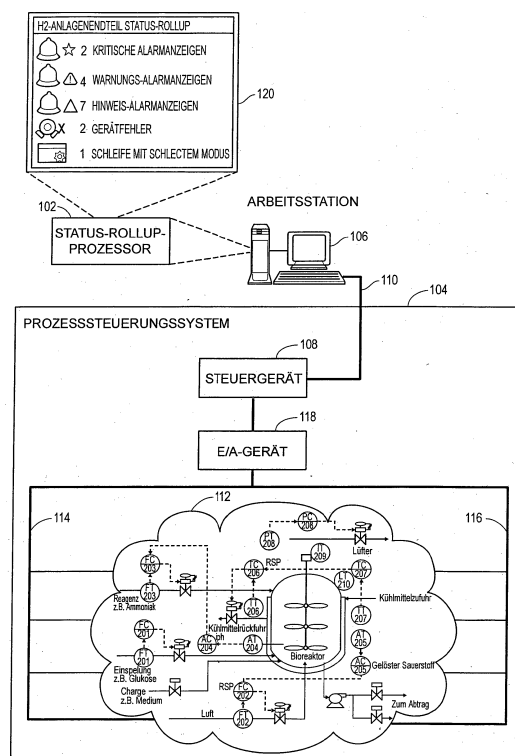 H2-ANLAGENENDTEIL STATUS-ROLLUP
2 KRITISCHE ALARMANZEIGEN
4 WARNUNGS-ALARMANZEIGEN
7 HINWEIS-ALARMANZEIGEN
X 2 GERÄTFEHLER
1 SCHLEIFE MIT SCHLECTEM MODUS
120
102
STATUS-ROLLUP-
PROZESSOR
ARBEITSSTATION
106
110
104
PROZESSSTEUERUNGSSYSTEM
108
STEUERGERÄT
118
E/A-GERÄT
112
114
116
PC
208
PT
208
Lüfter
IT
209
FC
203
TC
206
RSP
TC
207
LT
210
FT
203
Reagenz
z.B. Ammoniak
TT
206
Kühlmittelzufuhr
TT
207
Kühlmittelrückfuhr
ph
FC
201
AC
204
AT
204
AT
205
Bioreaktor
FT
201
Einspeisung
z.B. Glukose
AC
205
Gelöster Sauerstoff
Charge
z.B. Medium
RSP
FC
202
Luft
FT
202
Zum Abtrag